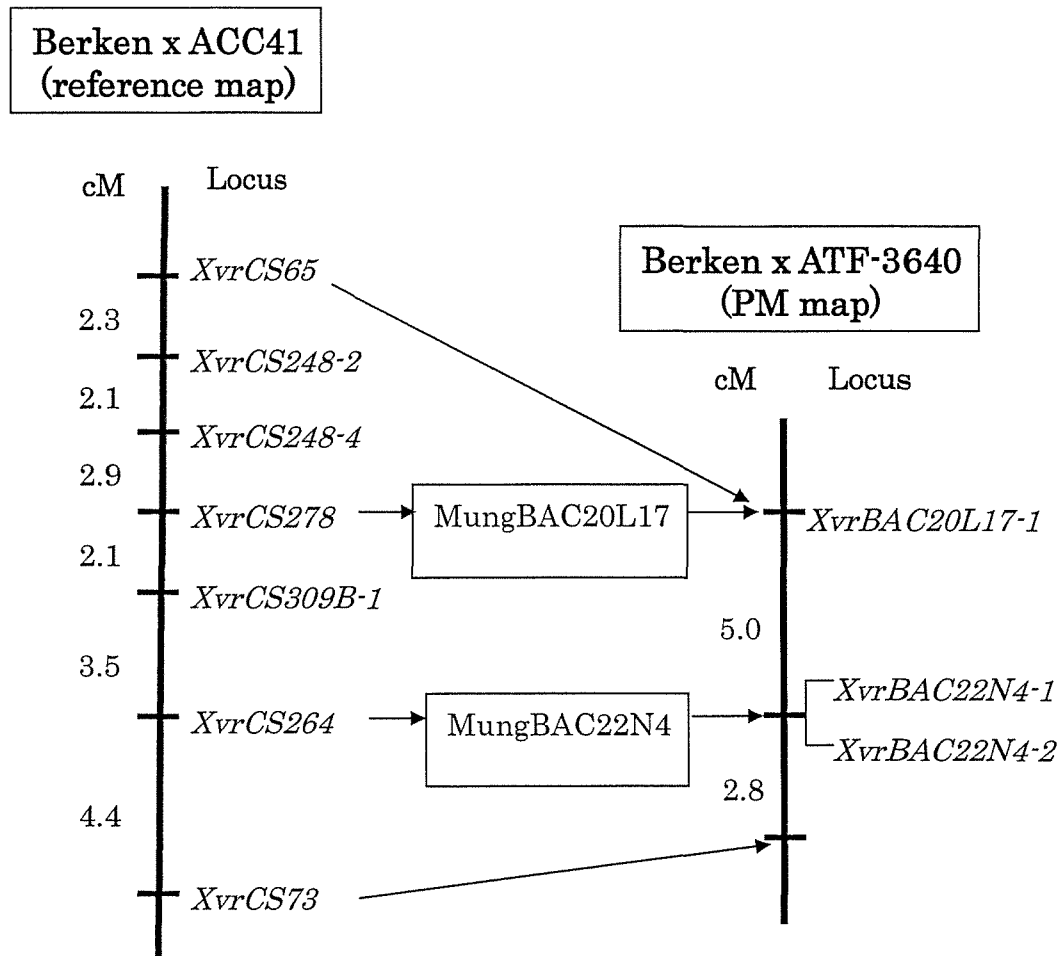 Berken x ACC41
(reference map)
cM Locus
XvrCS65
2.3
XvrCS248-2
2.1
XvrCS248-4
2.9
XvrCS278
2.1
XvrCS309B-1
3.5
XvrCS264
4.4
XvrCS73
MungBAC20L17
MungBAC22N4
Berken x ATF-3640
(PM map)
cM Locus
XvrBAC20L17-1
5.0
XvrBAC22N4-1
XvrBAC22N4-2
2.8